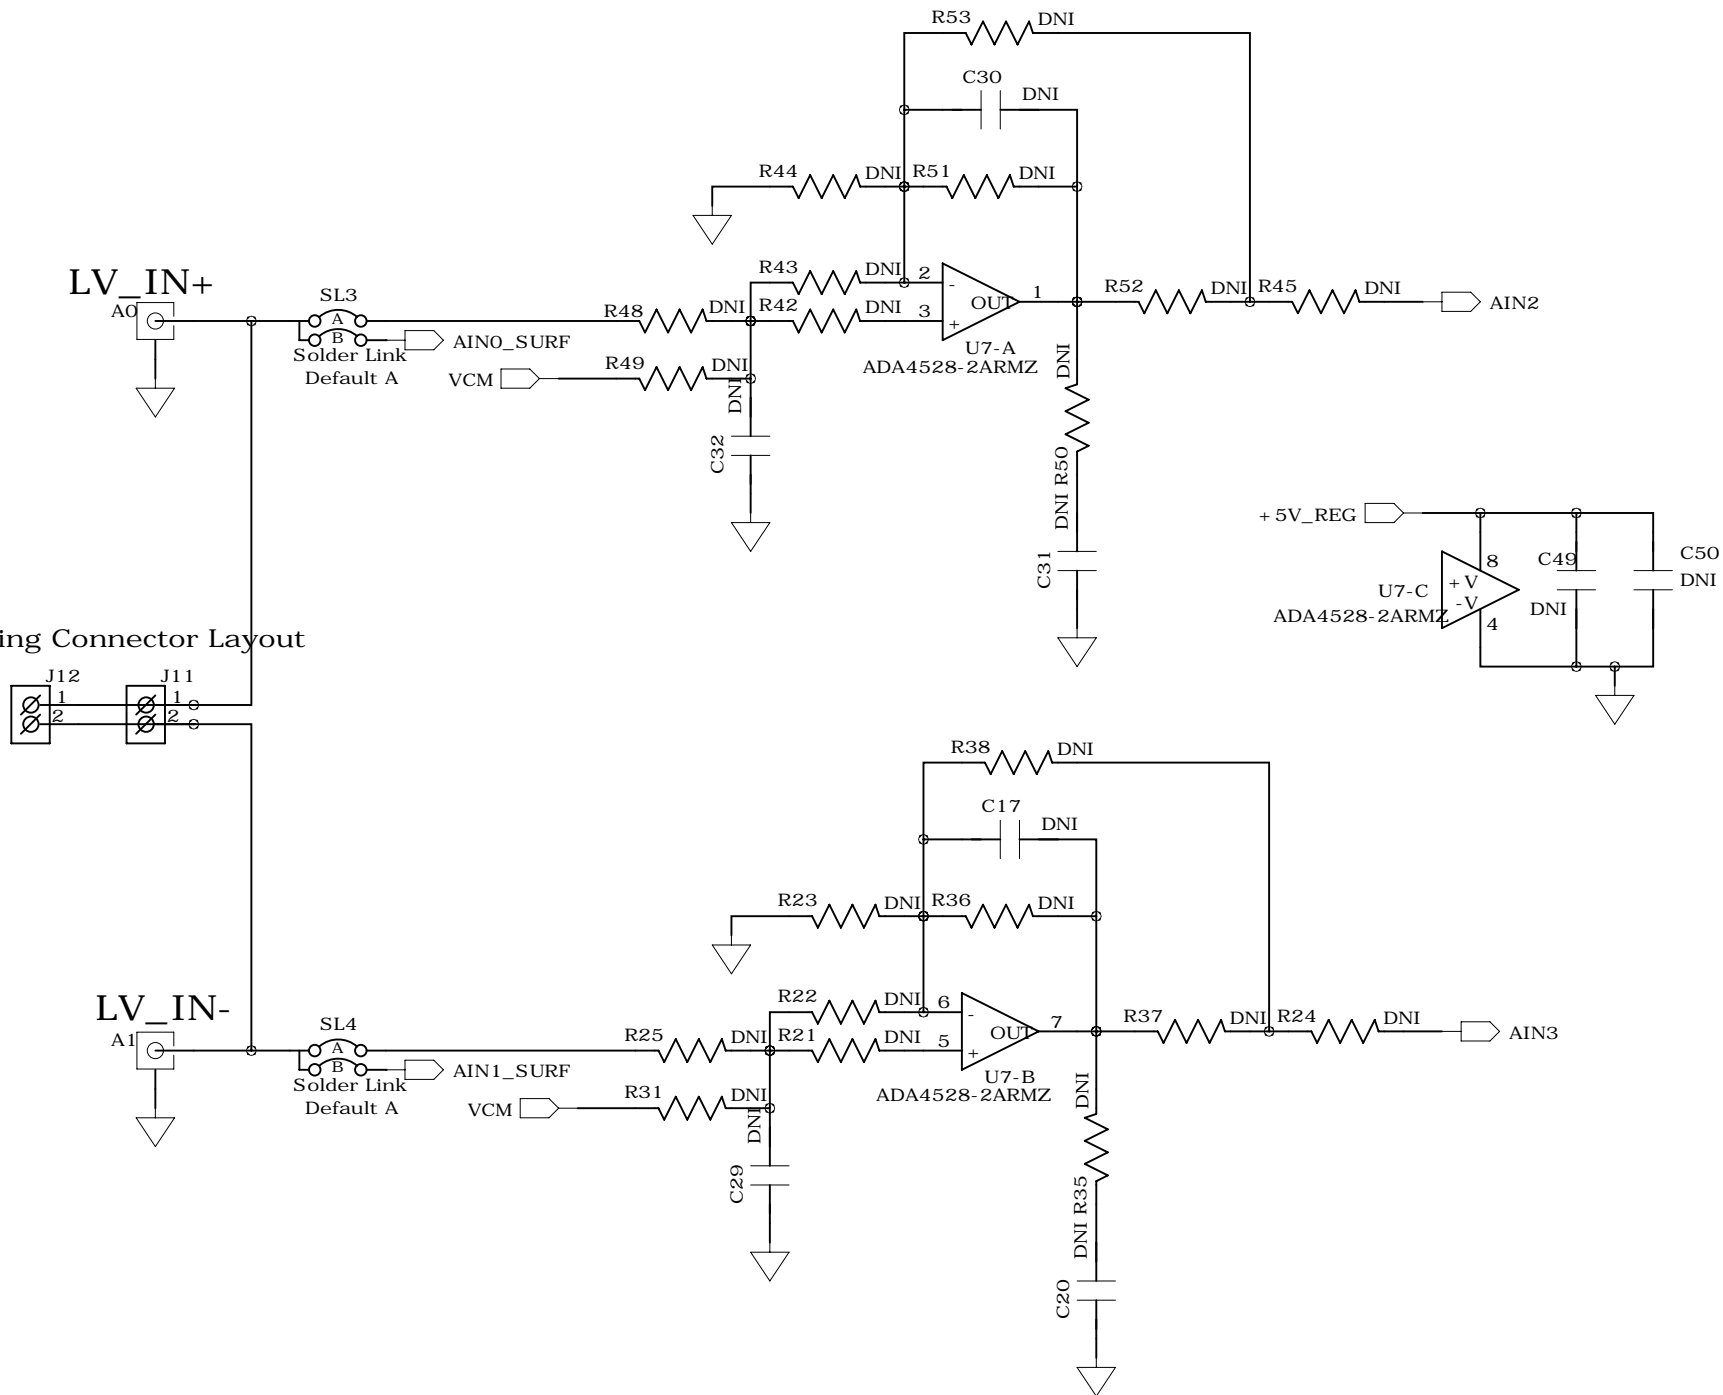 R53 DNI
C30
DNI
R44 DNI R51 DNI
LV_IN+
A0
SL3
A
B
Solder Link
Default A
AIN0_SURF
R48 DNI
R43 DNI 2
R42 DNI 3
-
+
OUT 1
U7-A
ADA4528-2ARMZ
R52 DNI R45 DNI AIN2
VCM
R49 DNI
DNI
C32
DNI
DNI R50
C31
+5V_REG
8
+V
-V
4
U7-C
ADA4528-2ARMZ
C49
DNI
C50
DNI
ing Connector Layout
J12 J11
1 1
2 2
R38 DNI
C17
DNI
R23 DNI R36 DNI
LV_IN-
A1
SL4
A
B
Solder Link
Default A
AIN1_SURF
R25 DNI
R22 DNI 6
R21 DNI 5
-
+
OUT 7
U7-B
ADA4528-2ARMZ
R37 DNI R24 DNI AIN3
VCM
R31 DNI
DNI
C29
DNI
DNI R35
C20